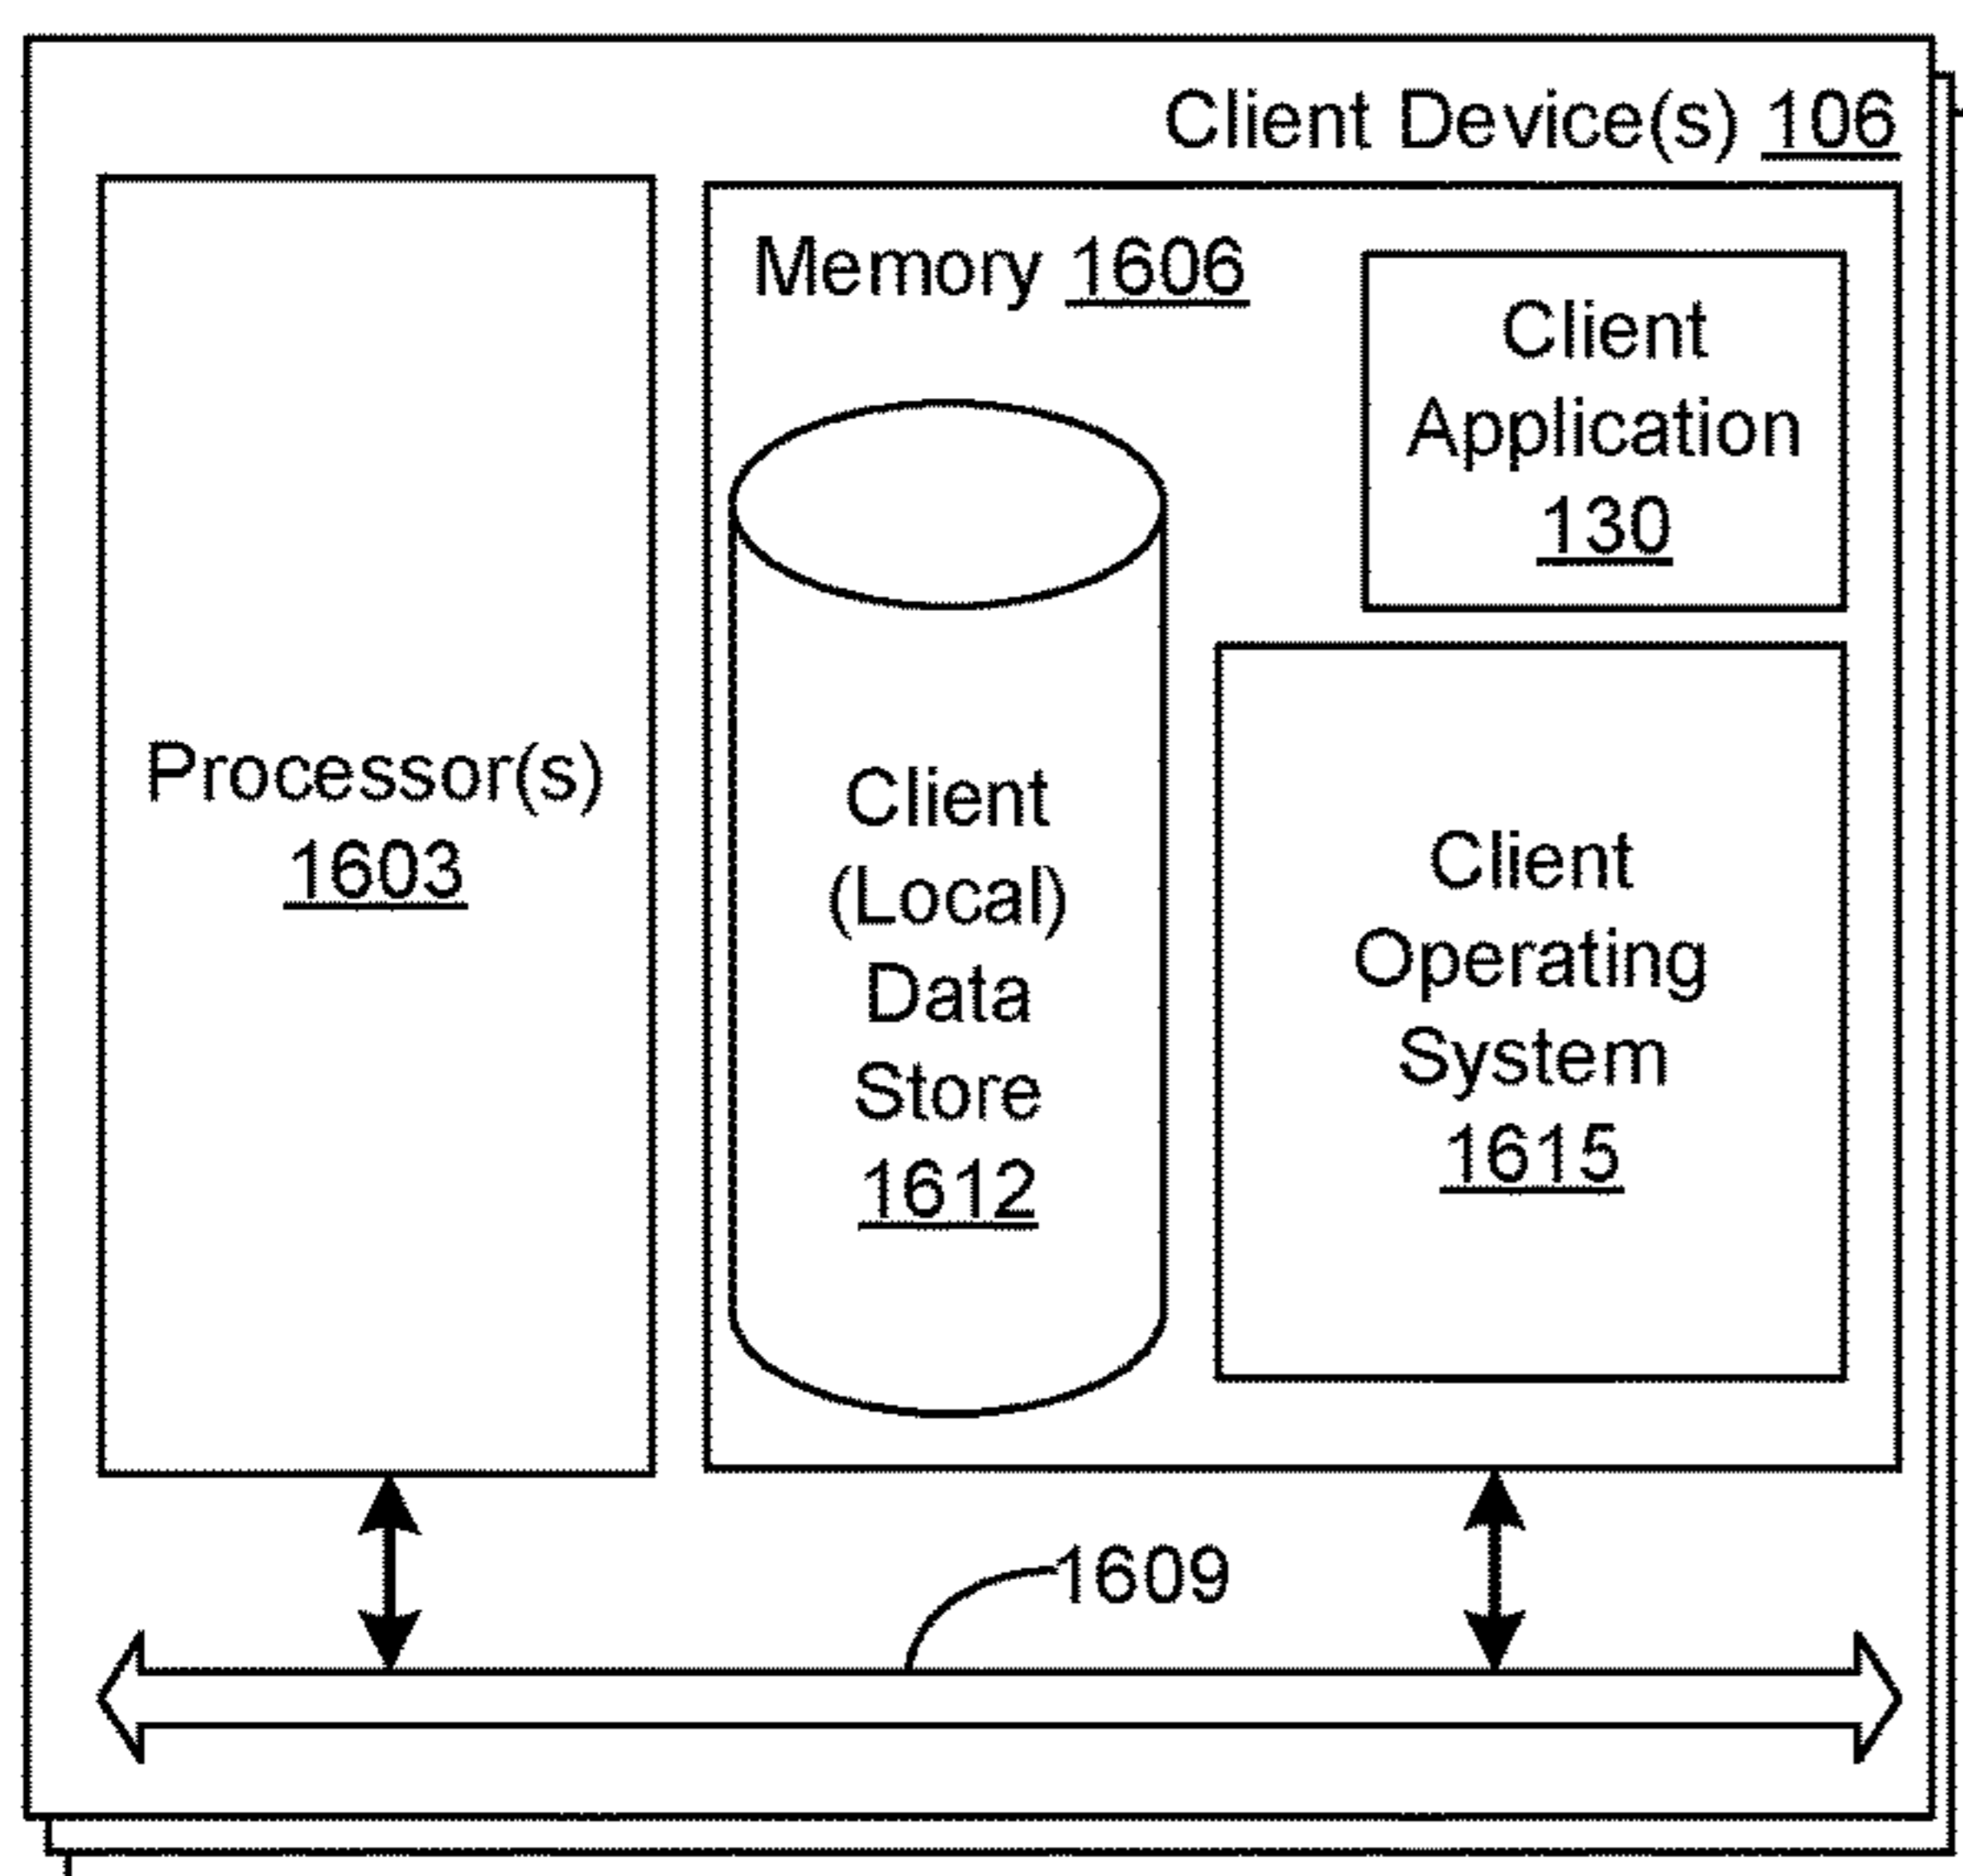 Client Device(s) 106
Memory 1606
Client
Application
130
Processor(s)
1603
Client
(Local)
Data
Store
1612
Client
Operating
System
1615
1609